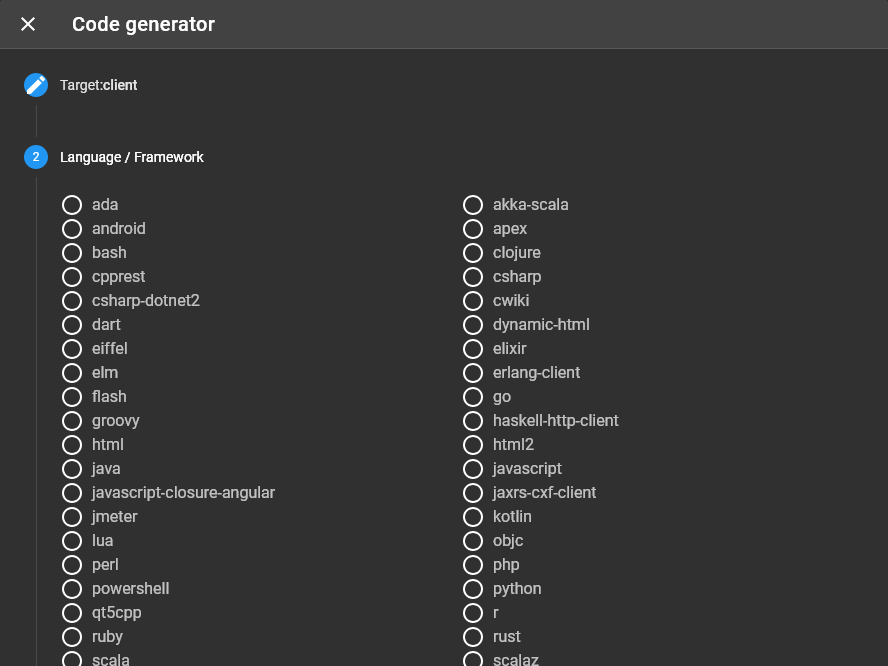 Code generator
Target:client
2 Language / Framework
ada akka-scala
android apex
bash clojure
cpprest csharp
csharp-dotnet2 cwiki
dart dynamic-html
eiffel elixir
elm erlang-client
flash go
groovy haskell-http-client
html html2
java javascript
javascript-closure-angular jaxrs-cxf-client
jmeter kotlin
lua objc
perl php
powershell python
qt5cpp r
ruby rust
scala scalaz